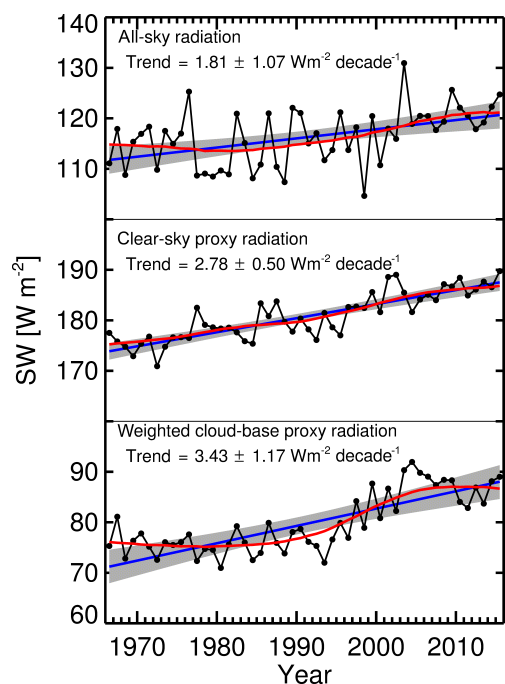 140
All-sky radiation
Trend = 1.81 ± 1.07 Wm⁻² decade⁻¹
130
120
110
Clear-sky proxy radiation
Trend = 2.78 ± 0.50 Wm⁻² decade⁻¹
190
180
170
SW [W m⁻²]
Weighted cloud-base proxy radiation
Trend = 3.43 ± 1.17 Wm⁻² decade⁻¹
90
80
70
60
1970 1980 1990 2000 2010
Year